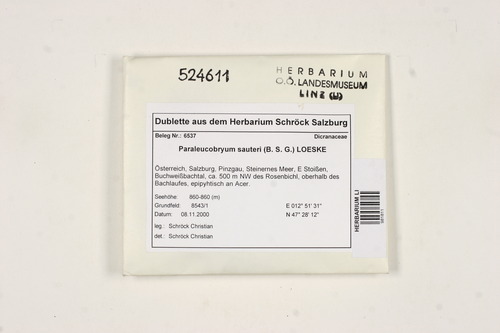 524611
HERBARIUM
O.Ö. LANDESMUSEUM
LINZ (LI)
Dublette aus dem Herbarium Schröck Salzburg
Beleg Nr.: 6537 Dicranaceae
Paraleucobryum sauteri (B. S. G.) LOESKE
Österreich, Salzburg, Pinzgau, Steinernes Meer, E Stoißen,
Buchweißbachtal, ca. 500 m NW des Rosenbichl, oberhalb des
Bachlaufes, epipyhtisch an Acer.
Seehöhe: 860-860 (m)
Grundfeld: 8543/1 E 012° 51' 31"
Datum: 08.11.2000 N 47° 28' 12"
leg.: Schröck Christian
det.: Schröck Christian
HERBARIUM LI